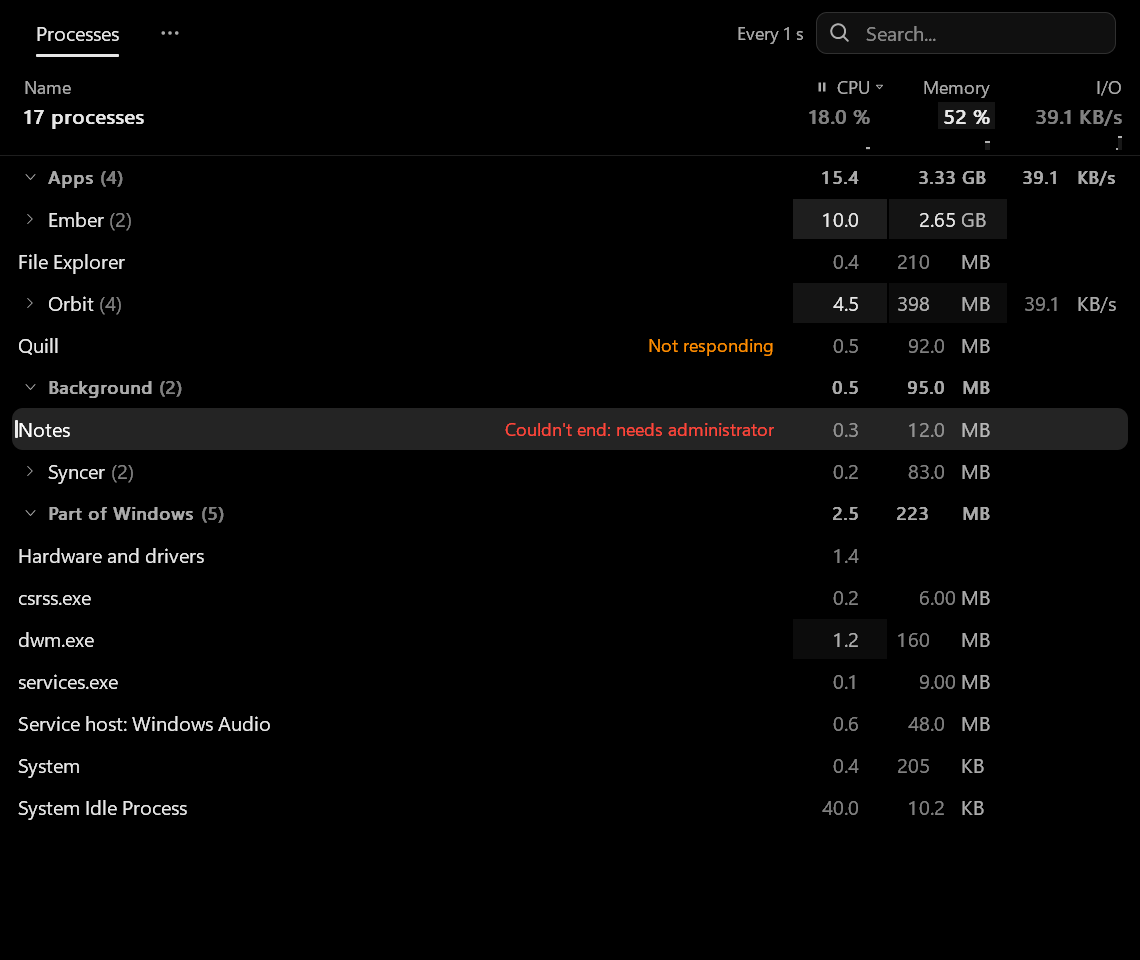 Processes ··· Every 1 s Search...
Name CPU Memory I/O
17 processes 18.0 % 52 % 39.1 KB/s
Apps (4) 15.4 3.33 GB 39.1 KB/s
Ember (2) 10.0 2.65 GB
File Explorer 0.4 210 MB
Orbit (4) 4.5 398 MB 39.1 KB/s
Quill Not responding 0.5 92.0 MB
Background (2) 0.5 95.0 MB
Notes Couldn't end: needs administrator 0.3 12.0 MB
Syncer (2) 0.2 83.0 MB
Part of Windows (5) 2.5 223 MB
Hardware and drivers 1.4
csrss.exe 0.2 6.00 MB
dwm.exe 1.2 160 MB
services.exe 0.1 9.00 MB
Service host: Windows Audio 0.6 48.0 MB
System 0.4 205 KB
System Idle Process 40.0 10.2 KB